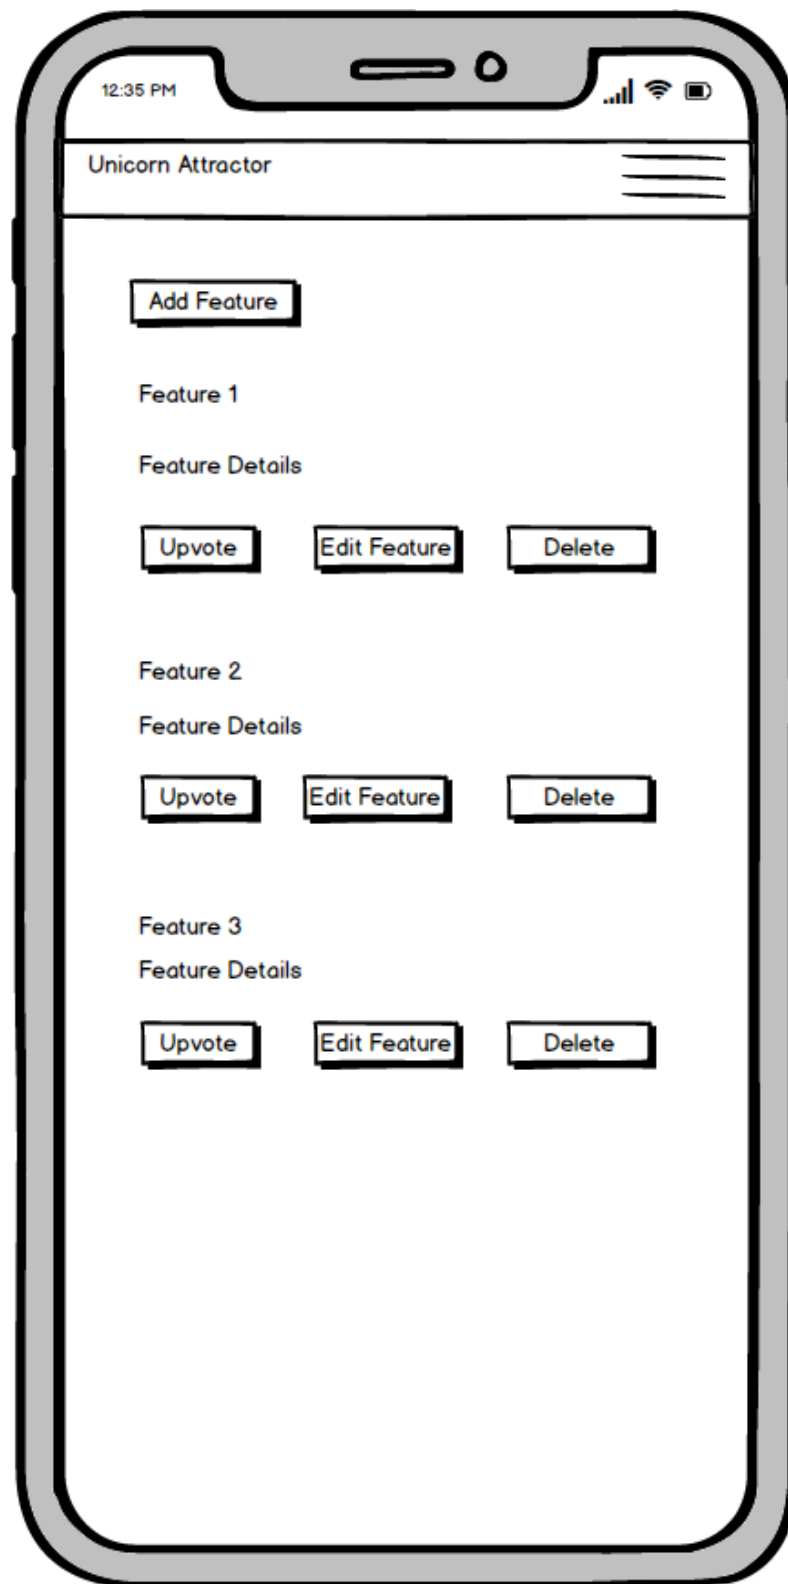 12:35 PM
Unicorn Attractor
Add Feature
Feature 1
Feature Details
Upvote Edit Feature Delete
Feature 2
Feature Details
Upvote Edit Feature Delete
Feature 3
Feature Details
Upvote Edit Feature Delete